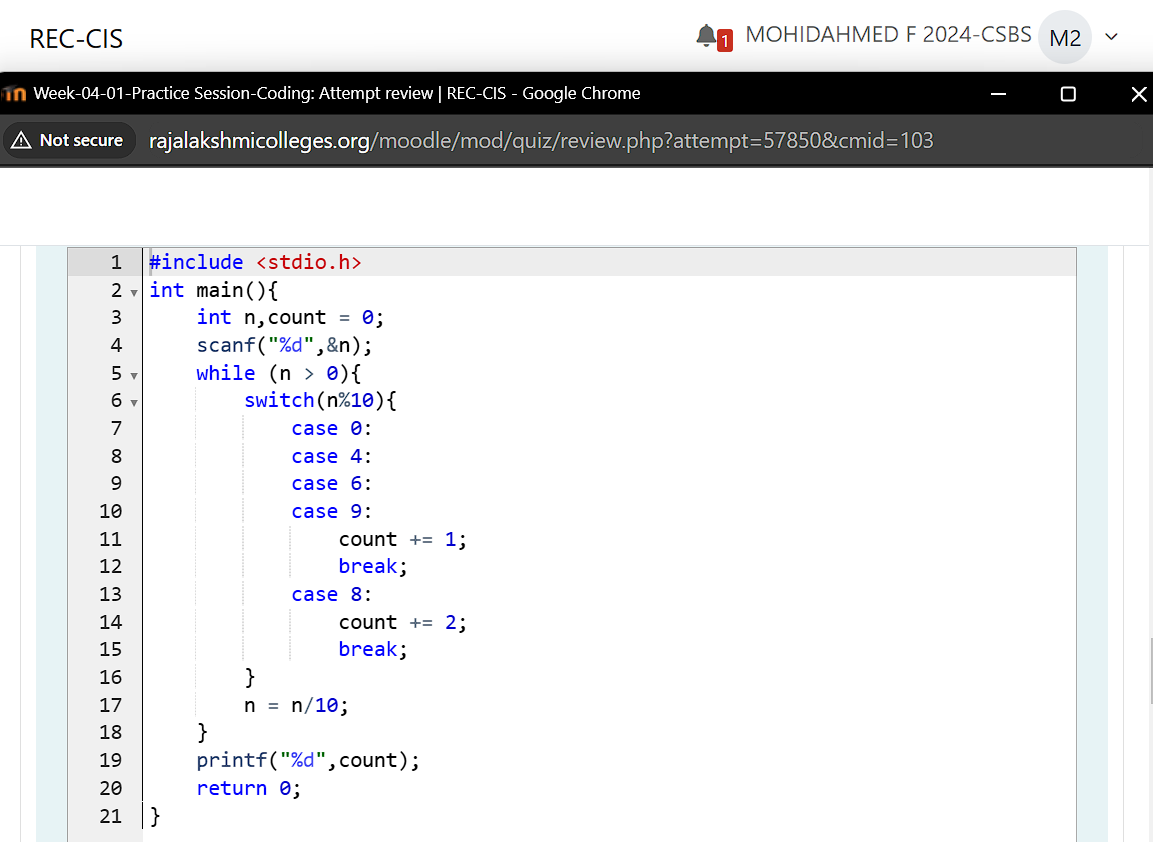 REC-CIS 1 MOHIDAHMED F 2024-CSBS M2
Week-04-01-Practice Session-Coding: Attempt review | REC-CIS - Google Chrome
Not secure rajalakshmicolleges.org/moodle/mod/quiz/review.php?attempt=57850&cmid=103
1 #include <stdio.h>
2 int main(){
3     int n,count = 0;
4     scanf("%d",&n);
5     while (n > 0){
6         switch(n%10){
7             case 0:
8             case 4:
9             case 6:
10             case 9:
11                 count += 1;
12                 break;
13             case 8:
14                 count += 2;
15                 break;
16         }
17         n = n/10;
18     }
19     printf("%d",count);
20     return 0;
21 }